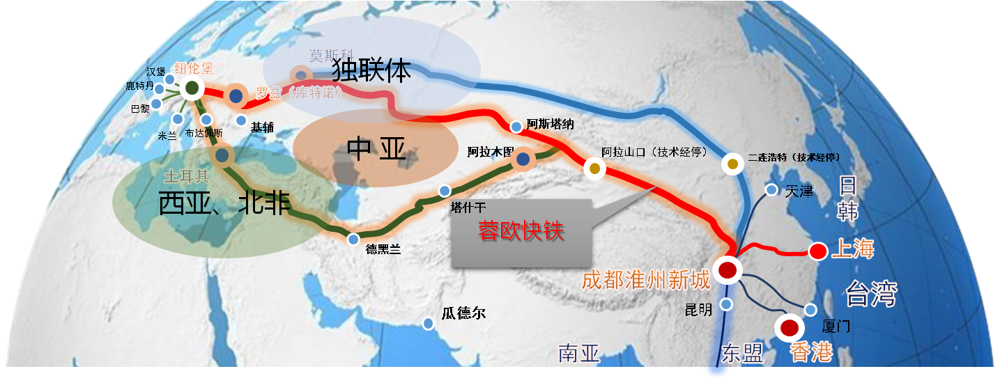 莫斯科
独联体
汉堡
纽伦堡
鹿特丹
罗兹（库特诺）
巴黎
米兰
布达佩斯
基辅
阿斯塔纳
中 亚
阿拉木图
阿拉山口（技术经停）
二连浩特（技术经停）
土耳其
西亚、北非
塔什干
天津
日
韩
蓉欧快铁
德黑兰
上海
成都淮州新城
台湾
昆明
瓜德尔
厦门
南亚
东盟
香港